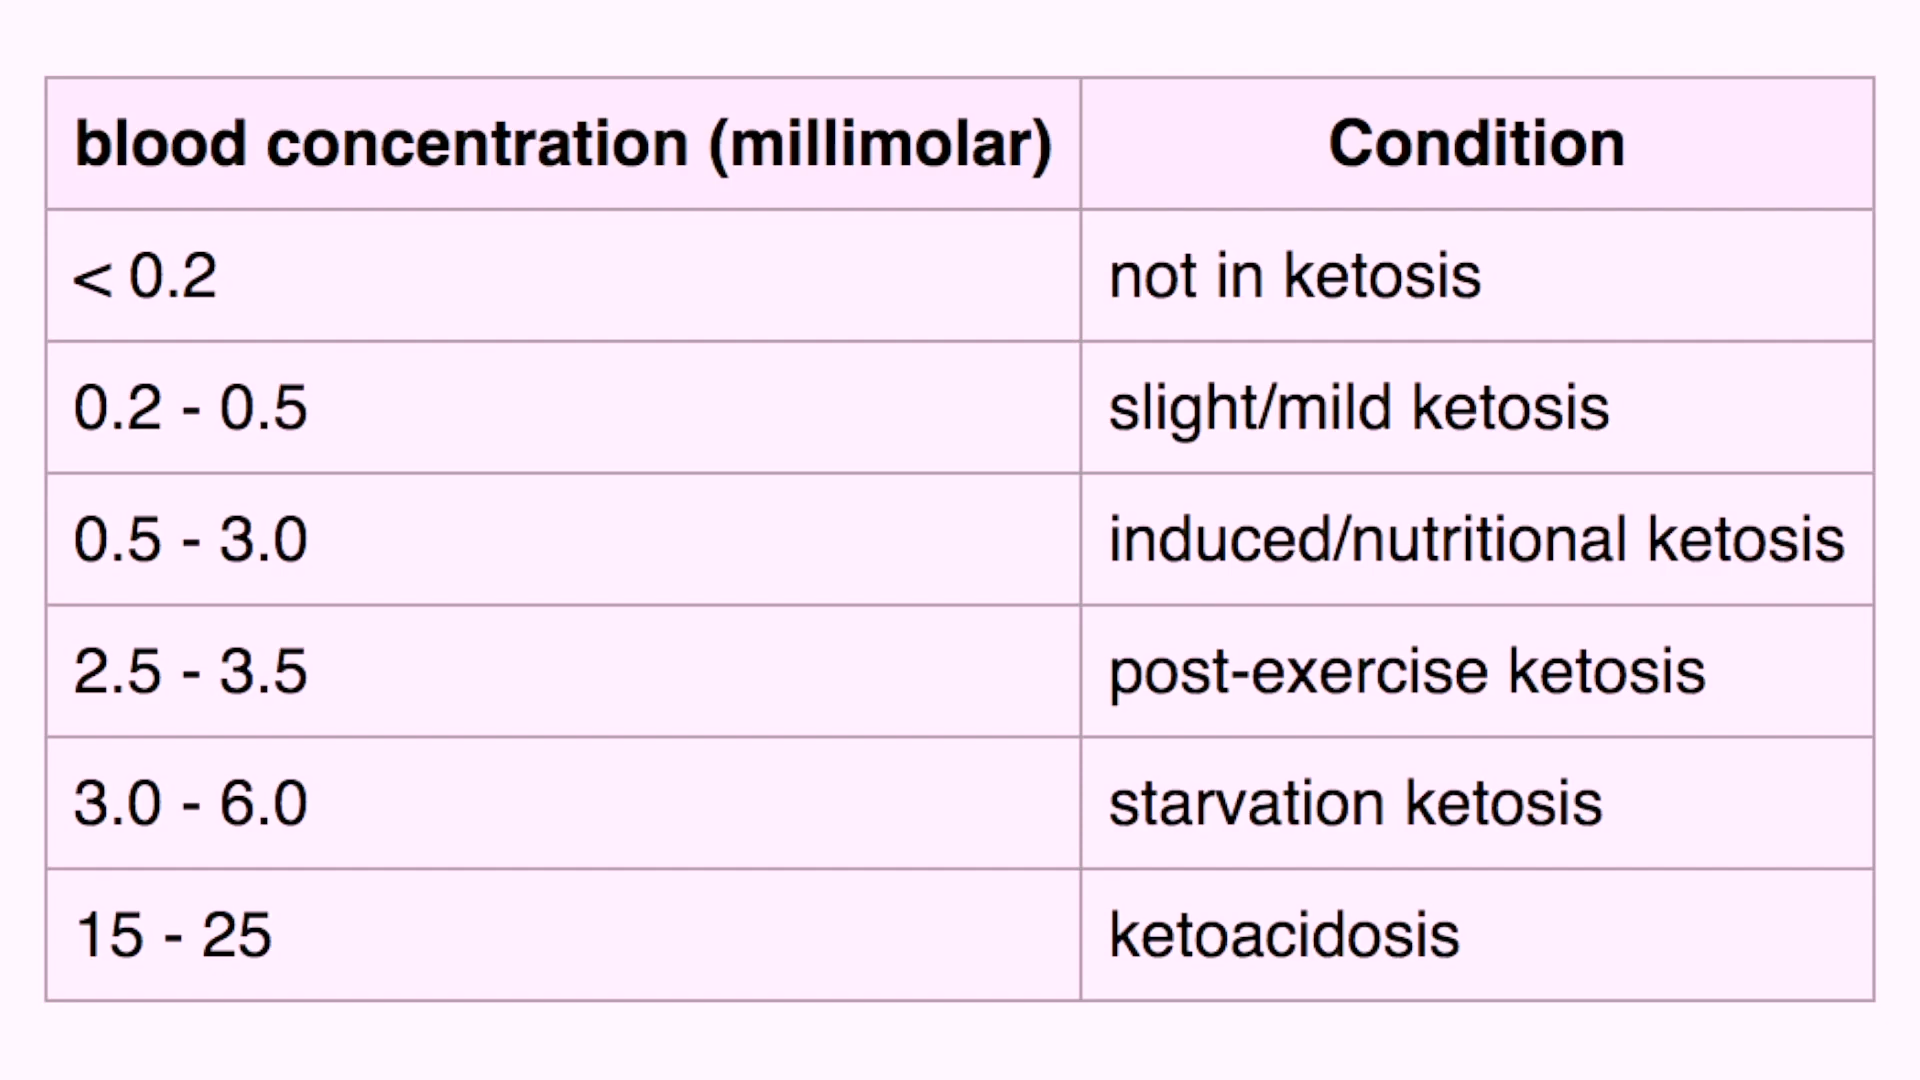 blood concentration (millimolar) Condition
< 0.2 not in ketosis
0.2 - 0.5 slight/mild ketosis
0.5 - 3.0 induced/nutritional ketosis
2.5 - 3.5 post-exercise ketosis
3.0 - 6.0 starvation ketosis
15 - 25 ketoacidosis